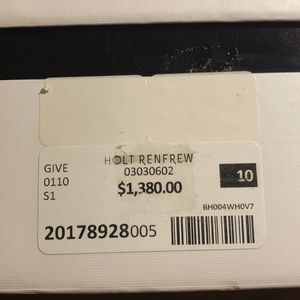 HOLT RENFREW
GIVE
03030602
0110
$1,380.00
10
S1
BH004WH0V7
20178928005